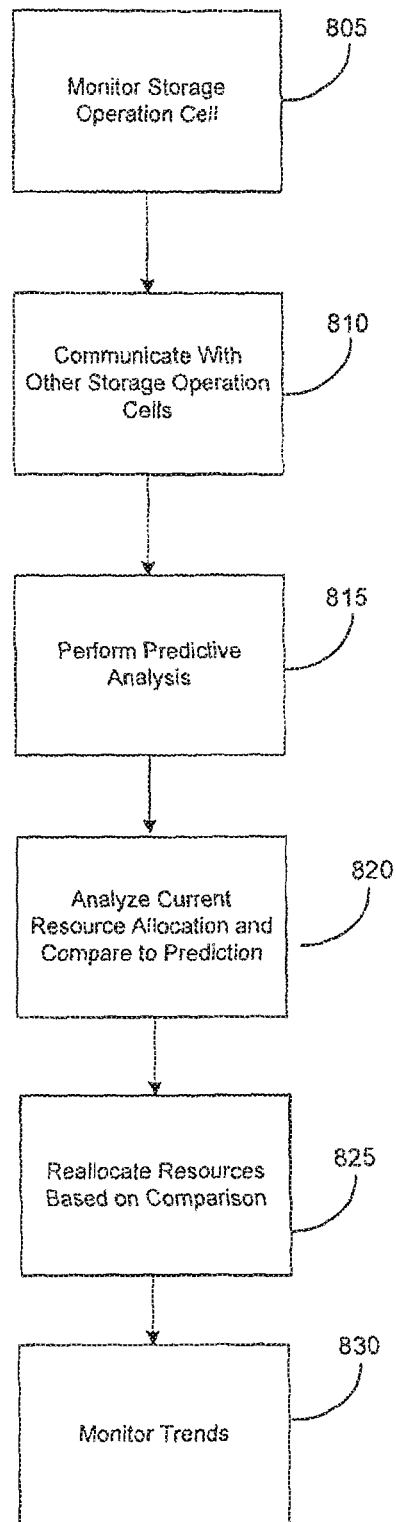 805
Monitor Storage
Operation Cell
810
Communicate With
Other Storage Operation
Cells
815
Perform Predictive
Analysis
820
Analyze Current
Resource Allocation and
Compare to Prediction
825
Reallocate Resources
Based on Comparison
830
Monitor Trends